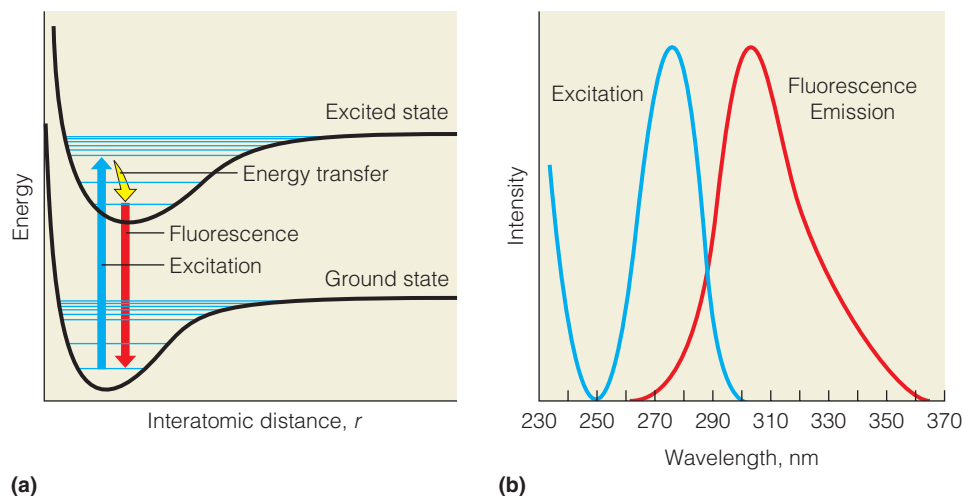 Energy
Excited state
Energy transfer
Fluorescence
Excitation
Ground state
Interatomic distance, r
(a)
Intensity
Excitation
Fluorescence
Emission
230 250 270 290 310 330 350 370
Wavelength, nm
(b)